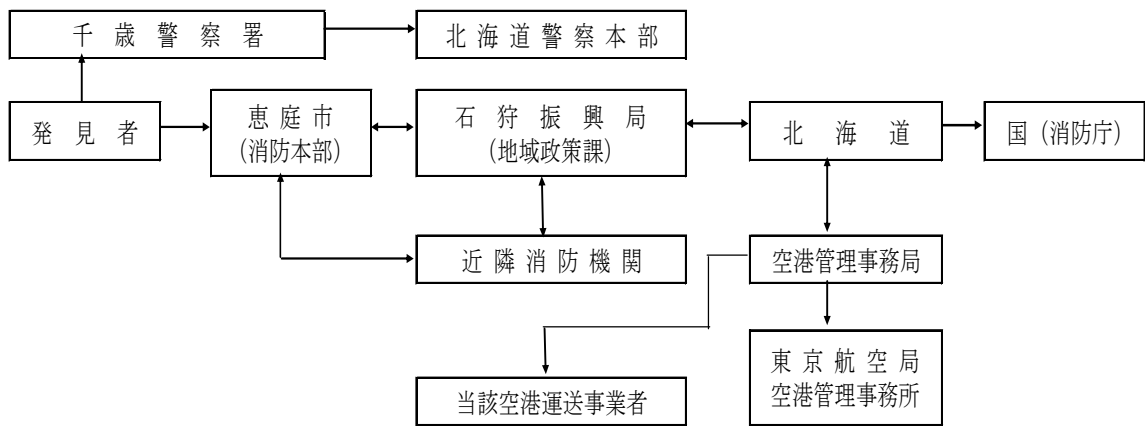 千歳警察署
北海道警察本部
発見者
恵庭市
(消防本部)
石狩振興局
(地域政策課)
北海道
国(消防庁)
近隣消防機関
空港管理事務局
当該空港運送事業者
東京航空局
空港管理事務所